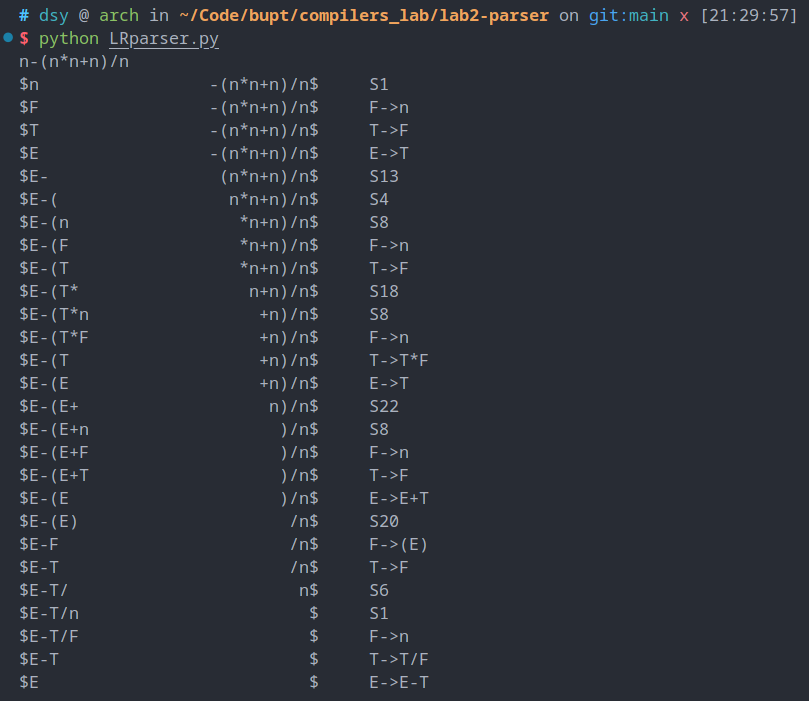 # dsy @ arch in ~/Code/bupt/compilers_lab/lab2-parser on git:main x [21:29:57]
$ python LRparser.py
n-(n*n+n)/n
$n                 -(n*n+n)/n$     S1
$F                 -(n*n+n)/n$     F->n
$T                 -(n*n+n)/n$     T->F
$E                 -(n*n+n)/n$     E->T
$E-                 (n*n+n)/n$     S13
$E-(                 n*n+n)/n$     S4
$E-(n                 *n+n)/n$     S8
$E-(F                 *n+n)/n$     F->n
$E-(T                 *n+n)/n$     T->F
$E-(T*                 n+n)/n$     S18
$E-(T*n                 +n)/n$     S8
$E-(T*F                 +n)/n$     F->n
$E-(T                   +n)/n$     T->T*F
$E-(E                   +n)/n$     E->T
$E-(E+                   n)/n$     S22
$E-(E+n                   )/n$     S8
$E-(E+F                   )/n$     F->n
$E-(E+T                   )/n$     T->F
$E-(E                     )/n$     E->E+T
$E-(E)                     /n$     S20
$E-F                       /n$     F->(E)
$E-T                       /n$     T->F
$E-T/                       n$     S6
$E-T/n                       $     S1
$E-T/F                       $     F->n
$E-T                         $     T->T/F
$E                           $     E->E-T